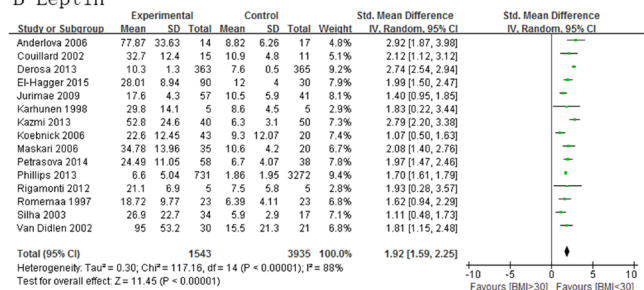 B Leptin
Experimental Control Std. Mean Difference Std. Mean Difference
Study or Subgroup Mean SD Total Mean SD Total Weight IV, Random, 95% CI IV, Random, 95% CI
Anderlova 2006 77.87 33.63 14 8.82 6.26 17 4.8% 2.92 [1.87, 3.98]
Couillard 2002 32.7 12.4 15 10.9 4.8 11 5.0% 2.12 [1.12, 3.12]
Derosa 2013 10.3 1.3 363 7.6 0.5 365 8.8% 2.74 [2.54, 2.94]
El-Hagger 2015 28.01 8.94 90 12 4 30 7.6% 1.99 [1.50, 2.47]
Jurimae 2009 17.6 4.3 57 10.5 5.9 41 7.8% 1.40 [0.95, 1.85]
Karhunen 1998 29.8 14.1 5 8.6 4.5 5 3.0% 1.83 [0.22, 3.44]
Kazmi 2013 52.8 24.6 40 6.3 3.1 50 7.1% 2.79 [2.20, 3.38]
Koebnick 2006 22.6 12.45 43 9.3 12.07 20 7.2% 1.07 [0.50, 1.63]
Maskari 2006 34.78 13.96 35 10.6 4.2 20 6.6% 2.08 [1.40, 2.76]
Petrasova 2014 24.49 11.05 58 6.7 4.07 38 7.6% 1.97 [1.47, 2.46]
Phillips 2013 6.6 5.04 731 1.86 1.95 3272 9.0% 1.70 [1.61, 1.79]
Rigamonti 2012 21.1 6.9 5 7.5 5.8 5 2.9% 1.93 [0.28, 3.57]
Romemaa 1997 18.72 9.77 23 6.39 4.11 23 6.7% 1.62 [0.94, 2.29]
Silha 2003 26.9 22.7 34 5.9 2.9 17 6.9% 1.11 [0.48, 1.73]
Van Didlen 2002 95 53.2 30 15.5 21.3 21 6.7% 1.81 [1.15, 2.48]
Total (95% CI) 1543 3935 100.0% 1.92 [1.59, 2.25]
Heterogeneity: Tau² = 0.30; Chi² = 117.16, df = 14 (P < 0.00001); I² = 88%
Test for overall effect: Z = 11.45 (P < 0.00001)
-10 -5 0 5 10
Favours [BMI>30] Favours [BMI<30]